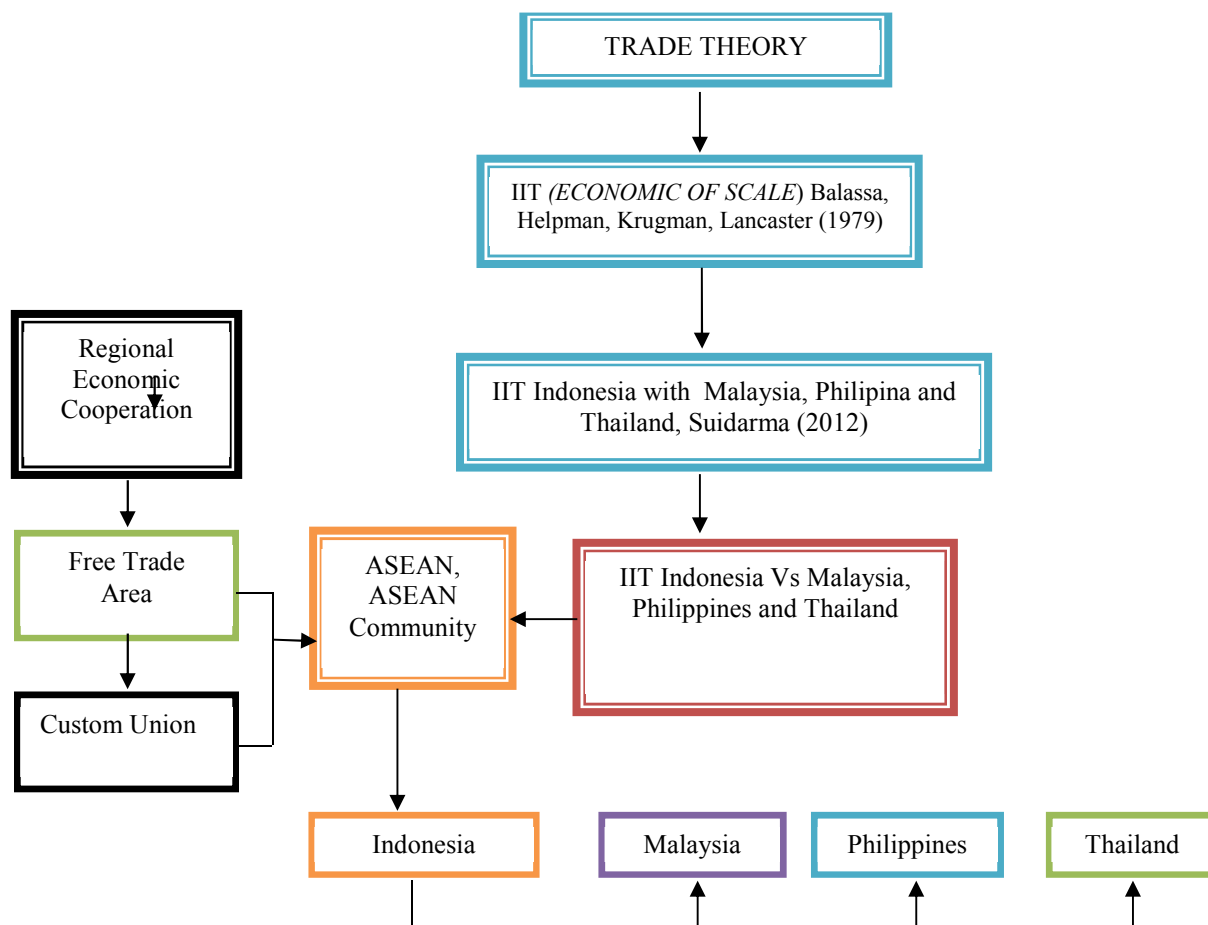 TRADE THEORY
IIT (ECONOMIC OF SCALE) Balassa,
Helpman, Krugman, Lancaster (1979)
Regional
Economic
Cooperation
IIT Indonesia with  Malaysia, Philipina and
Thailand, Suidarma (2012)
Free Trade
Area
ASEAN,
ASEAN
Community
IIT Indonesia Vs Malaysia,
Philippines and Thailand
Custom Union
Indonesia
Malaysia
Philippines
Thailand